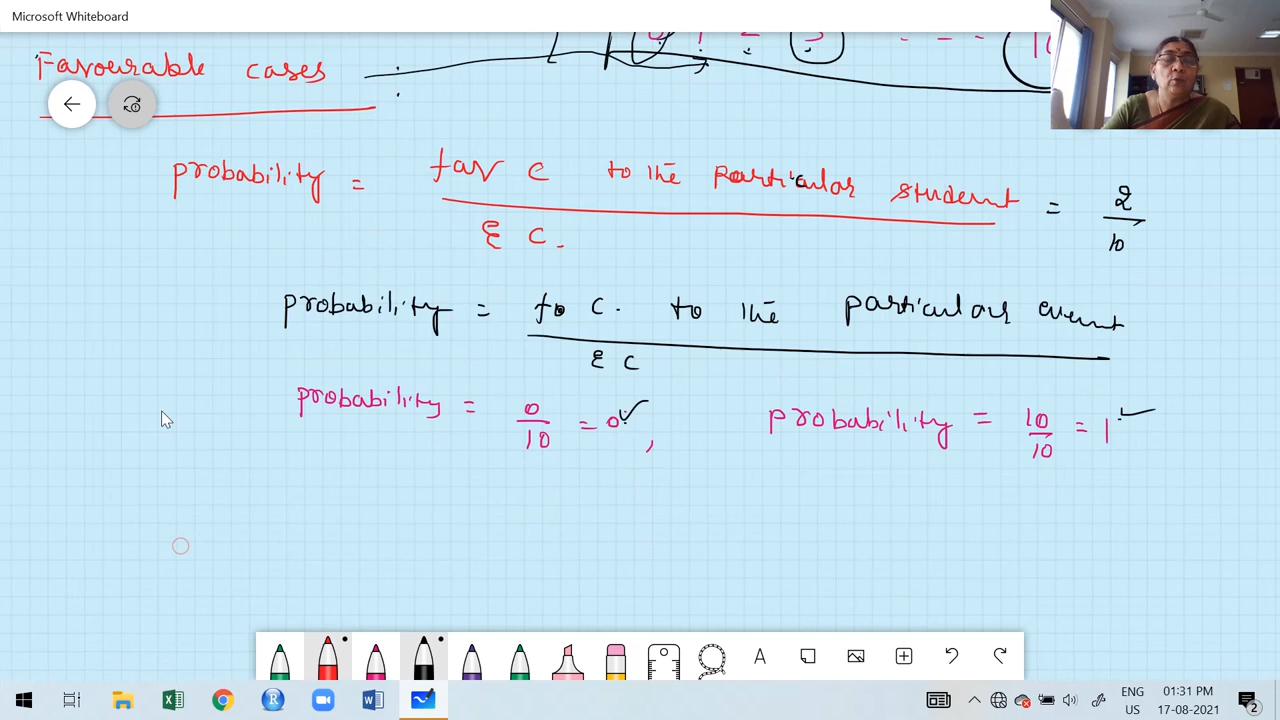 Microsoft Whiteboard
Favourable cases :
probability = fav C to the particular student = 2/10
Ɛ C.
probability = fo C. to the particular event
Ɛ C
probability = 0/10 = 0 ✓, probability = 10/10 = 1 ✓
A
ENG 01:31 PM
US 17-08-2021 2